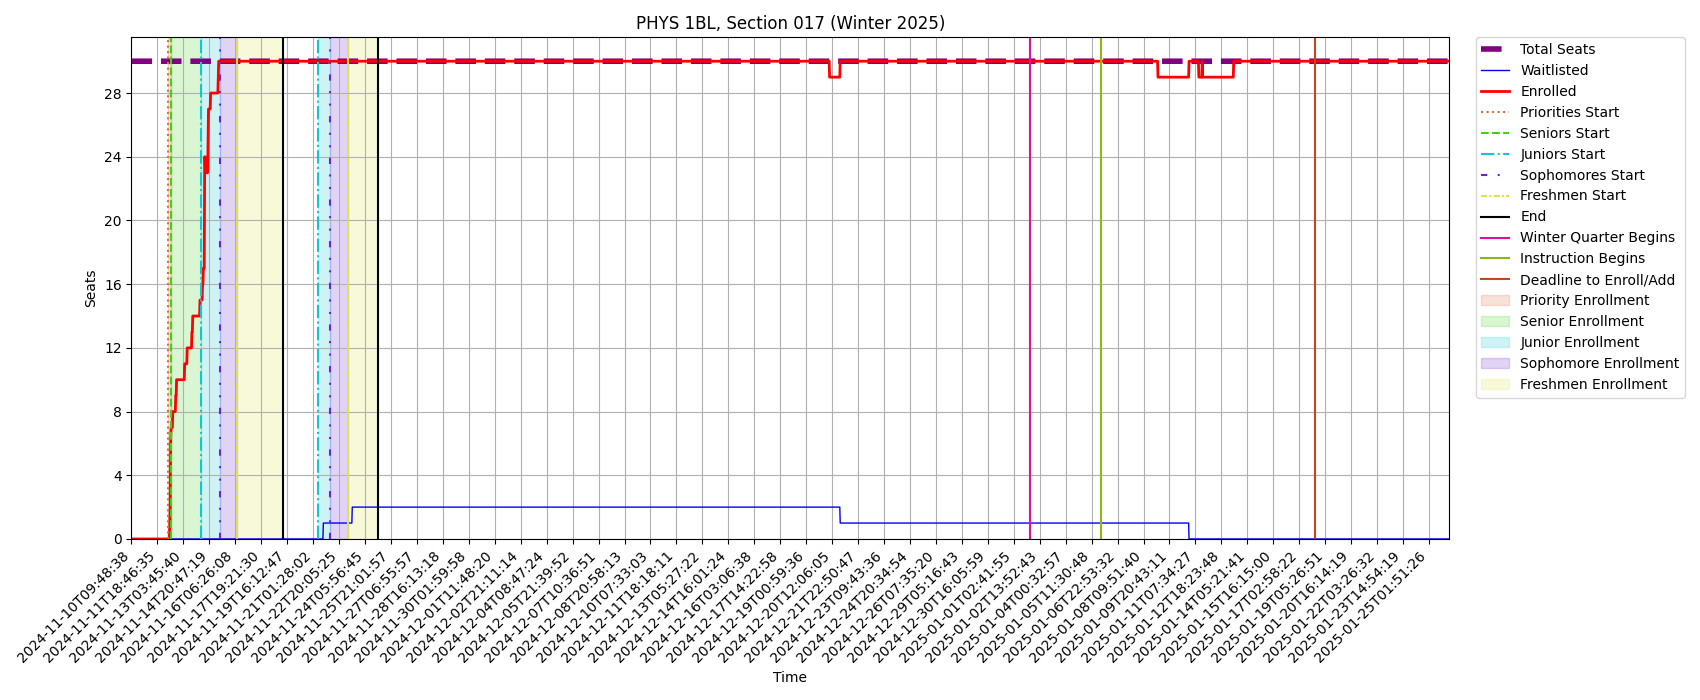 PHYS 1BL, Section 017 (Winter 2025)
Seats
28
24
20
16
12
8
4
0
2024-11-10T09:48:38
2024-11-11T18:46:35
2024-11-13T03:45:40
2024-11-14T20:47:19
2024-11-16T06:26:08
2024-11-17T19:21:30
2024-11-19T16:12:47
2024-11-21T01:28:02
2024-11-22T20:05:25
2024-11-24T05:56:45
2024-11-25T21:01:57
2024-11-27T06:55:57
2024-11-28T16:13:18
2024-11-30T01:59:58
2024-12-01T11:48:20
2024-12-02T21:11:14
2024-12-04T08:47:24
2024-12-05T21:39:52
2024-12-07T10:36:51
2024-12-08T20:58:13
2024-12-10T07:33:03
2024-12-11T18:18:11
2024-12-13T05:27:22
2024-12-14T16:01:24
2024-12-16T03:06:38
2024-12-17T14:22:58
2024-12-19T00:59:36
2024-12-20T12:06:05
2024-12-21T22:50:47
2024-12-23T09:43:36
2024-12-24T20:34:54
2024-12-26T07:35:20
2024-12-29T05:16:43
2024-12-30T16:05:59
2025-01-01T02:41:55
2025-01-02T13:52:43
2025-01-04T00:32:57
2025-01-05T11:30:48
2025-01-06T22:53:32
2025-01-08T09:51:40
2025-01-09T20:43:11
2025-01-11T07:34:27
2025-01-12T18:23:48
2025-01-14T05:21:41
2025-01-15T16:15:00
2025-01-17T02:58:22
2025-01-19T05:26:51
2025-01-20T16:14:19
2025-01-22T03:26:32
2025-01-23T14:54:19
2025-01-25T01:51:26
Time
Total Seats
Waitlisted
Enrolled
Priorities Start
Seniors Start
Juniors Start
Sophomores Start
Freshmen Start
End
Winter Quarter Begins
Instruction Begins
Deadline to Enroll/Add
Priority Enrollment
Senior Enrollment
Junior Enrollment
Sophomore Enrollment
Freshmen Enrollment